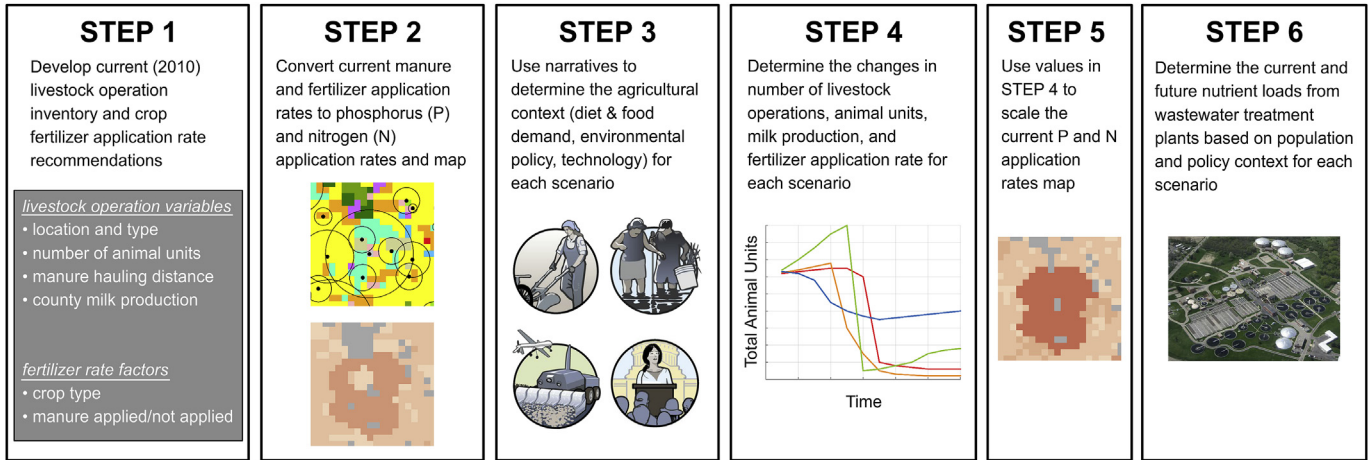 STEP 1
Develop current (2010)
livestock operation
inventory and crop
fertilizer application rate
recommendations
livestock operation variables
• location and type
• number of animal units
• manure hauling distance
• county milk production
fertilizer rate factors
• crop type
• manure applied/not applied
STEP 2
Convert current manure
and fertilizer application
rates to phosphorus (P)
and nitrogen (N)
application rates and map
STEP 3
Use narratives to
determine the agricultural
context (diet & food
demand, environmental
policy, technology) for
each scenario
STEP 4
Determine the changes in
number of livestock
operations, animal units,
milk production, and
fertilizer application rate for
each scenario
Total Animal Units
Time
STEP 5
Use values in
STEP 4 to
scale the
current P and N
application
rates map
STEP 6
Determine the current and
future nutrient loads from
wastewater treatment
plants based on population
and policy context for each
scenario